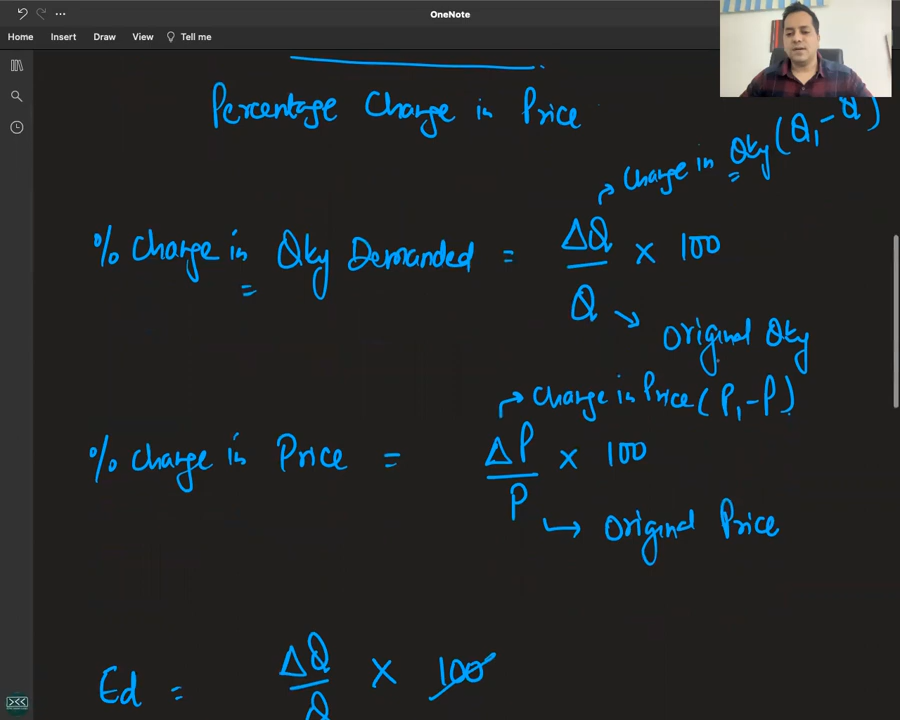 OneNote
Home Insert Draw View Tell me
Percentage Change in Price
Change in Qty (Q₁ - Q)
% Change in Qty Demanded = ΔQ/Q × 100
Original Qty
Change in Price (P₁ - P)
% Change in Price = ΔP/P × 100
Original Price
Ed = ΔQ/Q × 100